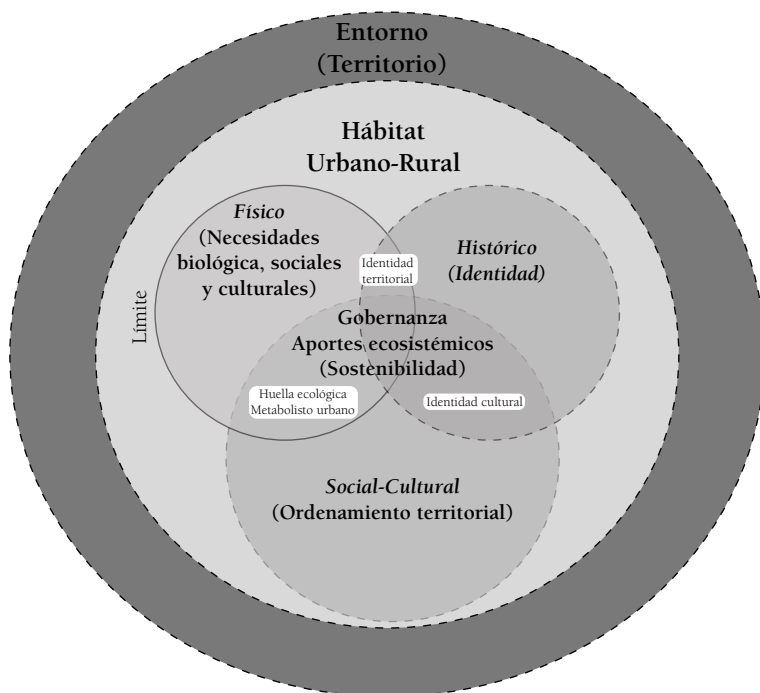 Entorno
(Territorio)
Hábitat
Urbano-Rural
Físico
(Necesidades
biológica, sociales
y culturales)
Histórico
(Identidad)
Identidad
territorial
Límite
Gobernanza
Aportes ecosistémicos
(Sostenibilidad)
Huella ecológica
Metabolisto urbano
Identidad cultural
Social-Cultural
(Ordenamiento territorial)